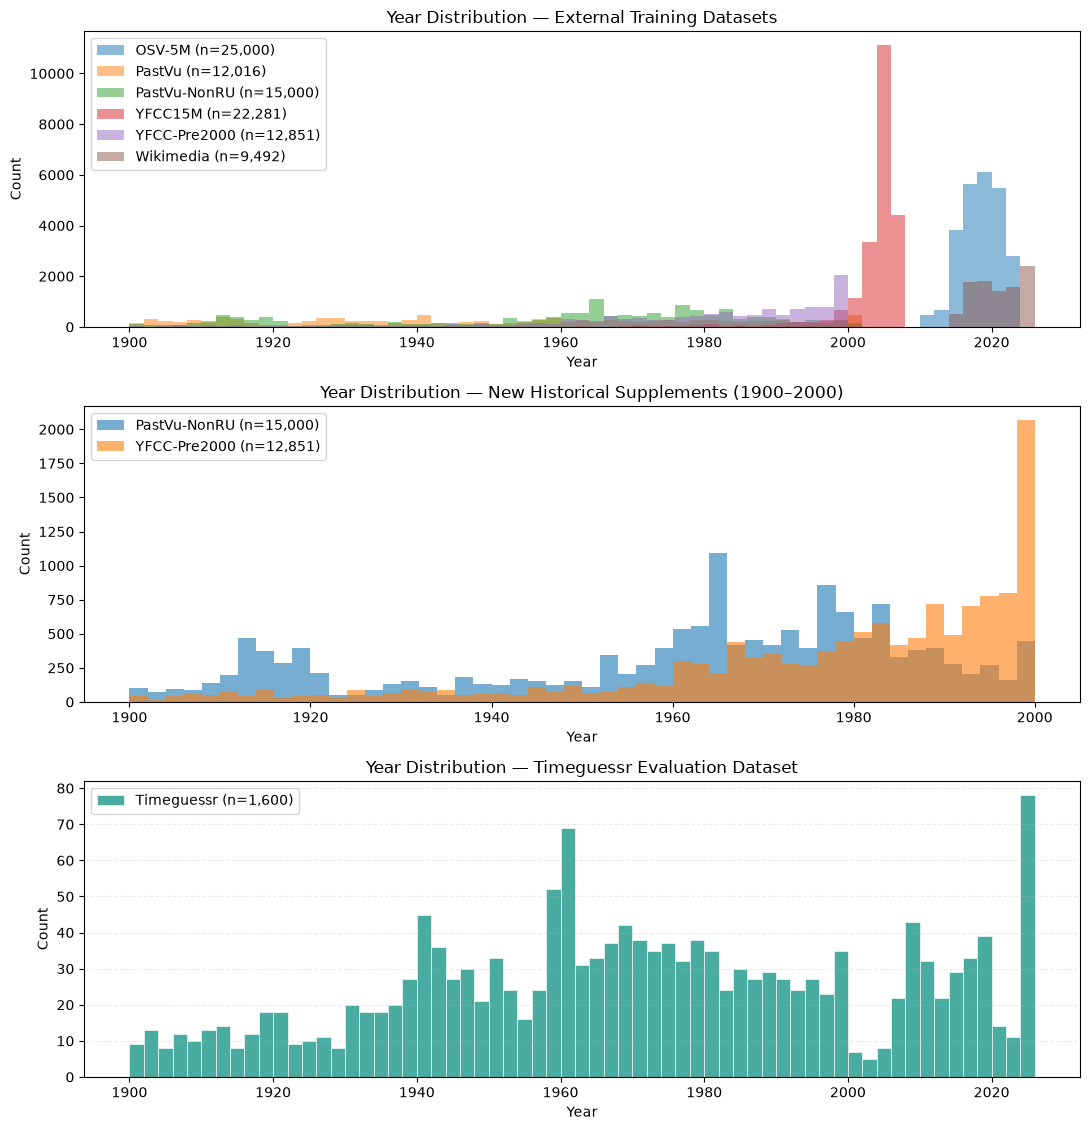 Year Distribution — External Training Datasets
OSV-5M (n=25,000)
PastVu (n=12,016)
PastVu-NonRU (n=15,000)
YFCC15M (n=22,281)
YFCC-Pre2000 (n=12,851)
Wikimedia (n=9,492)
Count
10000
8000
6000
4000
2000
0
1900 1920 1940 1960 1980 2000 2020
Year
Year Distribution — New Historical Supplements (1900–2000)
PastVu-NonRU (n=15,000)
YFCC-Pre2000 (n=12,851)
Count
2000
1750
1500
1250
1000
750
500
250
0
1900 1920 1940 1960 1980 2000
Year
Year Distribution — Timeguessr Evaluation Dataset
Timeguessr (n=1,600)
Count
80
70
60
50
40
30
20
10
0
1900 1920 1940 1960 1980 2000 2020
Year